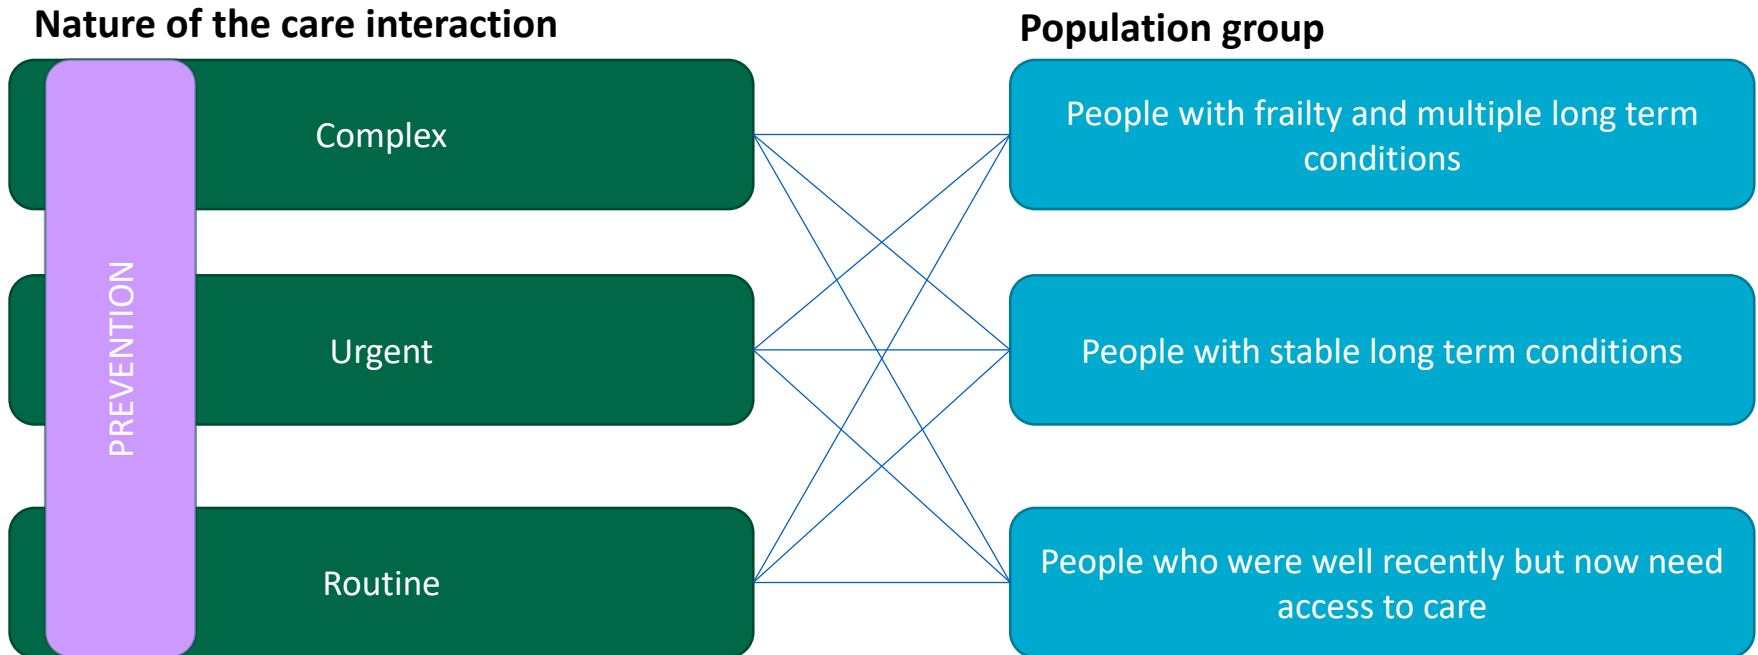 Nature of the care interaction
Population group
PREVENTION
Complex
People with frailty and multiple long term
conditions
Urgent
People with stable long term conditions
Routine
People who were well recently but now need
access to care